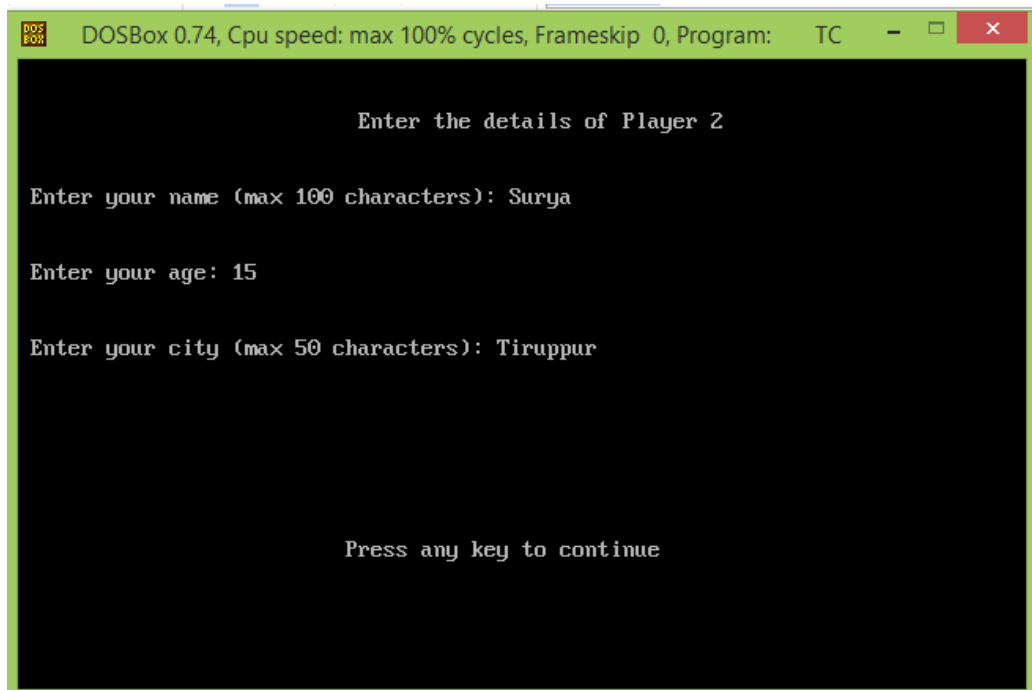 DOS
BOX
DOSBox 0.74, Cpu speed: max 100% cycles, Frameskip 0, Program: TC
Enter the details of Player 2
Enter your name (max 100 characters): Surya
Enter your age: 15
Enter your city (max 50 characters): Tiruppur
Press any key to continue